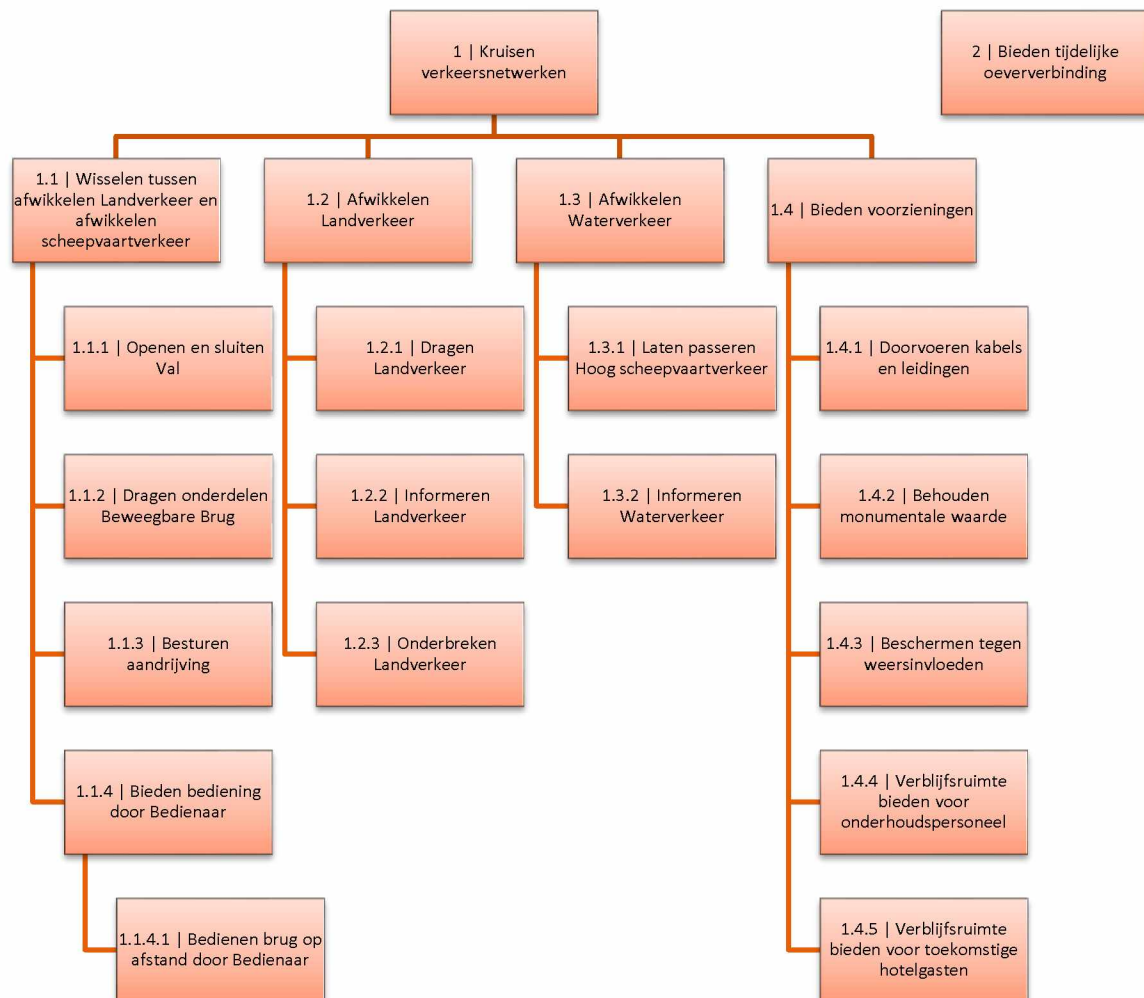 1 | Kruisen
verkeersnetwerken
2 | Bieden tijdelijke
oeververbinding
1.1 | Wisselen tussen
afwikkelen Landverkeer en
afwikkelen
scheepvaartverkeer
1.2 | Afwikkelen
Landverkeer
1.3 | Afwikkelen
Waterverkeer
1.4 | Bieden voorzieningen
1.1.1 | Openen en sluiten
Val
1.2.1 | Dragen
Landverkeer
1.3.1 | Laten passeren
Hoog scheepvaartverkeer
1.4.1 | Doorvoeren kabels
en leidingen
1.1.2 | Dragen onderdelen
Beweegbare Brug
1.2.2 | Informeren
Landverkeer
1.3.2 | Informeren
Waterverkeer
1.4.2 | Behouden
monumentale waarde
1.1.3 | Besturen
aandrijving
1.2.3 | Onderbreken
Landverkeer
1.4.3 | Beschermen tegen
weersinvloeden
1.1.4 | Bieden bediening
door Bedienaar
1.4.4 | Verblijfsruimte
bieden voor
onderhoudspersoneel
1.1.4.1 | Bedienen brug op
afstand door Bedienaar
1.4.5 | Verblijfsruimte
bieden voor toekomstige
hotelgasten